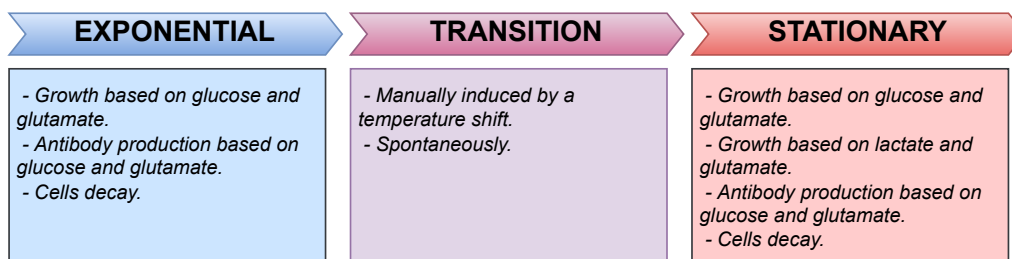 EXPONENTIAL
- Growth based on glucose and
glutamate.
- Antibody production based on
glucose and glutamate.
- Cells decay.
TRANSITION
- Manually induced by a
temperature shift.
- Spontaneously.
STATIONARY
- Growth based on glucose and
glutamate.
- Growth based on lactate and
glutamate.
- Antibody production based on
glucose and glutamate.
- Cells decay.